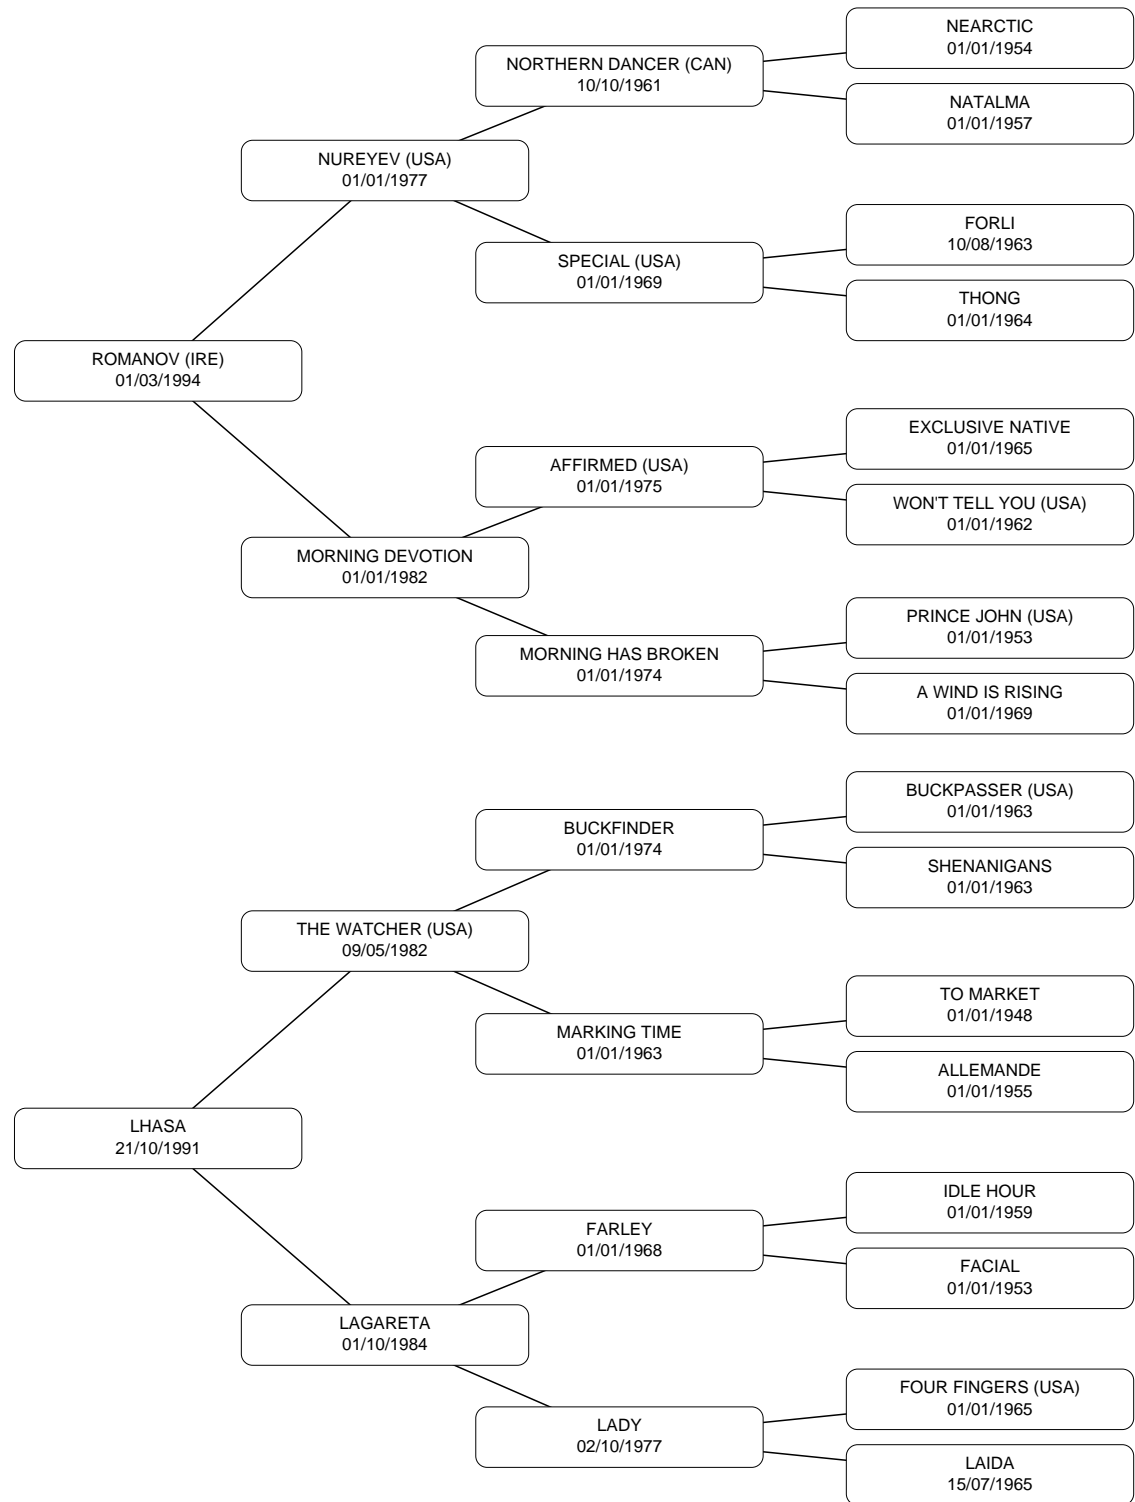 NEARCTIC
01/01/1954
NORTHERN DANCER (CAN)
10/10/1961
NATALMA
01/01/1957
NUREYEV (USA)
01/01/1977
FORLI
10/08/1963
SPECIAL (USA)
01/01/1969
THONG
01/01/1964
ROMANOV (IRE)
01/03/1994
EXCLUSIVE NATIVE
01/01/1965
AFFIRMED (USA)
01/01/1975
WON'T TELL YOU (USA)
01/01/1962
MORNING DEVOTION
01/01/1982
PRINCE JOHN (USA)
01/01/1953
MORNING HAS BROKEN
01/01/1974
A WIND IS RISING
01/01/1969
BUCKPASSER (USA)
01/01/1963
BUCKFINDER
01/01/1974
SHENANIGANS
01/01/1963
THE WATCHER (USA)
09/05/1982
TO MARKET
01/01/1948
MARKING TIME
01/01/1963
ALLEMANDE
01/01/1955
LHASA
21/10/1991
IDLE HOUR
01/01/1959
FARLEY
01/01/1968
FACIAL
01/01/1953
LAGARETA
01/10/1984
FOUR FINGERS (USA)
01/01/1965
LADY
02/10/1977
LAIDA
15/07/1965